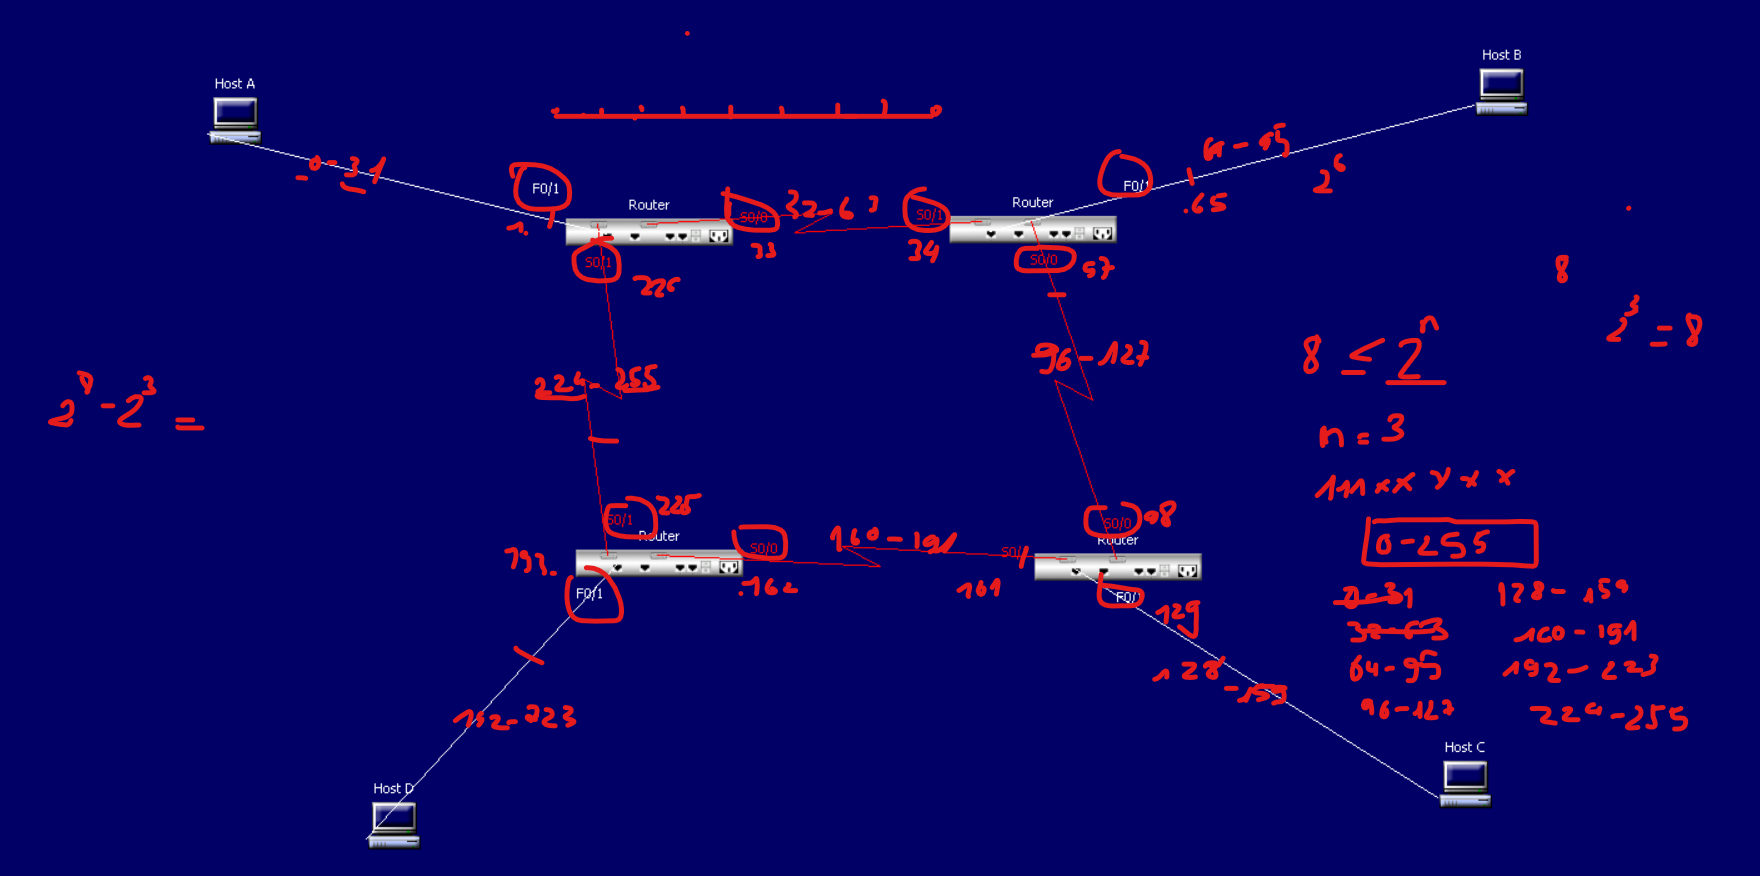 Host B
Host A
0-31
64-95
2^6
F0/1
F0/1
.65
Router
Router
1.
S0/0
32-63
S0/1
33
34
S0/1
226
S0/0
97
8
2^3 = 8
8 ≤ 2^n
96-127
224-255
2^8 - 2^3 =
n = 3
111xxxxx
S0/1
225
S0/0
98
0-255
Router
S0/0
160-191
S0/1
Router
193.
F0/1
.162
161
F0/1
129
0-31
128-159
32-63
160-191
64-95
192-223
96-127
224-255
128-159
192-223
Host C
Host D